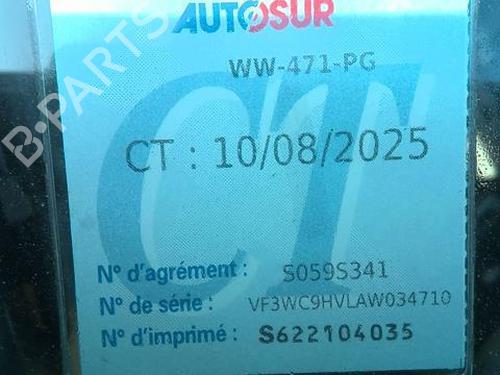 AUTOSUR
WW-471-PG
CT : 10/08/2025
N° d'agrément : S059S341
N° de série : VF3WC9HVLAW034710
N° d'imprimé : S622104035
CT
B-PARTS